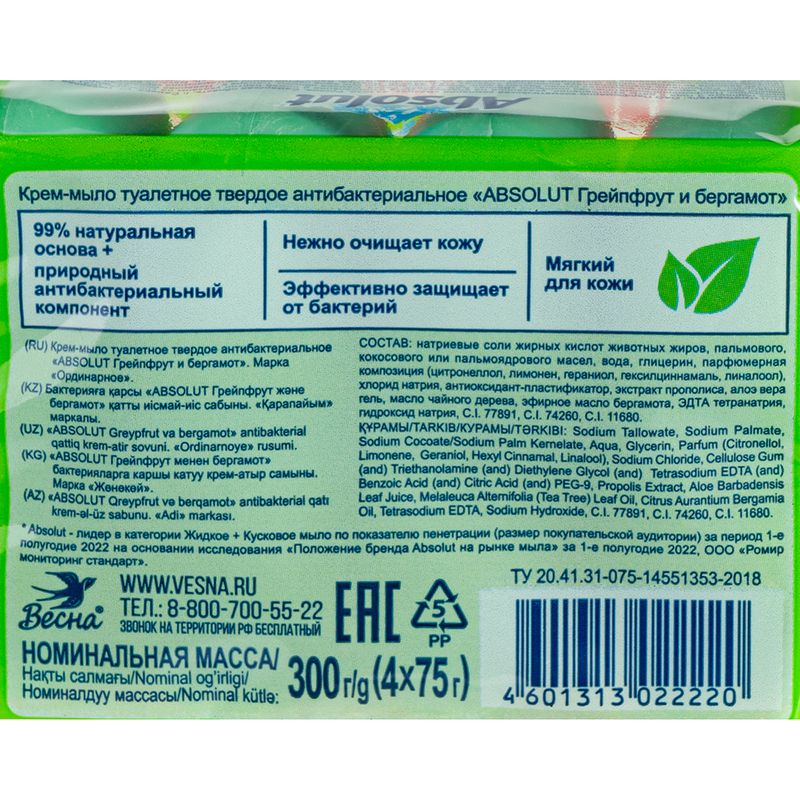 Absolut
Крем-мыло туалетное твердое антибактериальное «ABSOLUT Грейпфрут и бергамот»
99% натуральная
основа +
природный
антибактериальный
компонент
Нежно очищает кожу
Эффективно защищает
от бактерий
Мягкий
для кожи
(RU) Крем-мыло туалетное твердое антибактериальное
«ABSOLUT Грейпфрут и бергамот». Марка
«Ординарное».
(KZ) Бактерияға қарсы «ABSOLUT Грейпфрут және
бергамот» қатты иісмай-иіс сабыны. «Қарапайым»
маркалы.
(UZ) «ABSOLUT Greypfrut va bergamot» antibakterial
qattiq krem-atir sovuni. «Ordinarnoye» rusumi.
(KG) «ABSOLUT Грейпфрут менен бергамот»
бактерияларга каршы катуу крем-атыр самыны.
Марка «Жөнөкөй».
(AZ) «ABSOLUT Qreypfrut və berqamot» antibakterial qatı
krem-əl-üz sabunu. «Adi» markası.
СОСТАВ: натриевые соли жирных кислот животных жиров, пальмового,
кокосового или пальмоядрового масел, вода, глицерин, парфюмерная
композиция (цитронеллол, лимонен, гераниол, гексилциннамаль, линалоол),
хлорид натрия, антиоксидант-пластификатор, экстракт прополиса, алоэ вера
гель, масло чайного дерева, эфирное масло бергамота, ЭДТА тетранатрия,
гидроксид натрия, C.I. 77891, C.I. 74260, C.I. 11680.
ҚҰРАМЫ/TARKIB/КУРАМЫ/TƏRKİBİ: Sodium Tallowate, Sodium Palmate,
Sodium Cocoate/Sodium Palm Kernelate, Aqua, Glycerin, Parfum (Citronellol,
Limonene, Geraniol, Hexyl Cinnamal, Linalool), Sodium Chloride, Cellulose Gum
(and) Triethanolamine (and) Diethylene Glycol (and) Tetrasodium EDTA (and)
Benzoic Acid (and) Citric Acid (and) PEG-9, Propolis Extract, Aloe Barbadensis
Leaf Juice, Melaleuca Alternifolia (Tea Tree) Leaf Oil, Citrus Aurantium Bergamia
Oil, Tetrasodium EDTA, Sodium Hydroxide, C.I. 77891, C.I. 74260, C.I. 11680.
* Absolut - лидер в категории Жидкое + Кусковое мыло по показателю пенетрации (размер покупательской аудитории) за период 1-е
полугодие 2022 на основании исследования «Положение бренда Absolut на рынке мыла» за 1-е полугодие 2022, ООО «Ромир
мониторинг стандарт».
Весна®
WWW.VESNA.RU
ТЕЛ.: 8-800-700-55-22
ЗВОНОК НА ТЕРРИТОРИИ РФ БЕСПЛАТНЫЙ
EAC
5
PP
ТУ 20.41.31-075-14551353-2018
НОМИНАЛЬНАЯ МАССА/
Нақты салмағы/Nominal og'irligi/
Номиналдуу массасы/Nominal kütlə:
300г/g (4x75г)
4 601313 022220